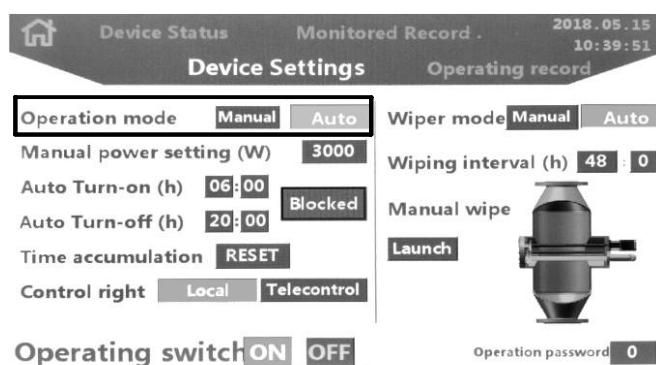 Device Status Monitored Record . 2018.05.15
10:39:51
Device Settings Operating record
Operation mode Manual Auto
Manual power setting (W) 3000
Auto Turn-on (h) 06:00
Blocked
Auto Turn-off (h) 20:00
Time accumulation RESET
Control right Local Telecontrol
Operating switch ON OFF
Wiper mode Manual Auto
Wiping interval (h) 48 : 0
Manual wipe
Launch
Operation password 0